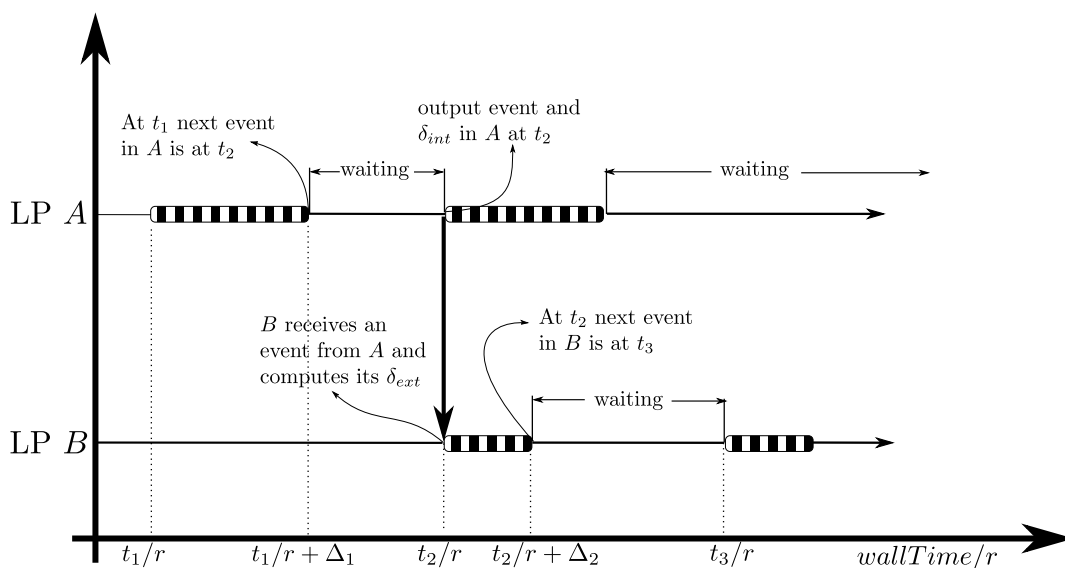 At t₁ next event
in A is at t₂
output event and
δ_int in A at t₂
waiting
waiting
LP A
B receives an
event from A and
computes its δ_ext
At t₂ next event
in B is at t₃
waiting
LP B
t₁/r
t₁/r + Δ₁
t₂/r
t₂/r + Δ₂
t₃/r
wallTime/r